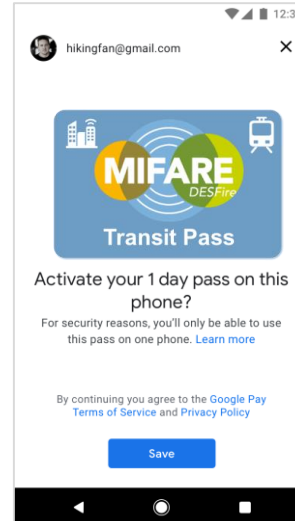 12:3
hikingfan@gmail.com
MIFARE
DESFire
Transit Pass
Activate your 1 day pass on this
phone?
For security reasons, you'll only be able to use
this pass on one phone. Learn more
By continuing you agree to the Google Pay
Terms of Service and Privacy Policy
Save